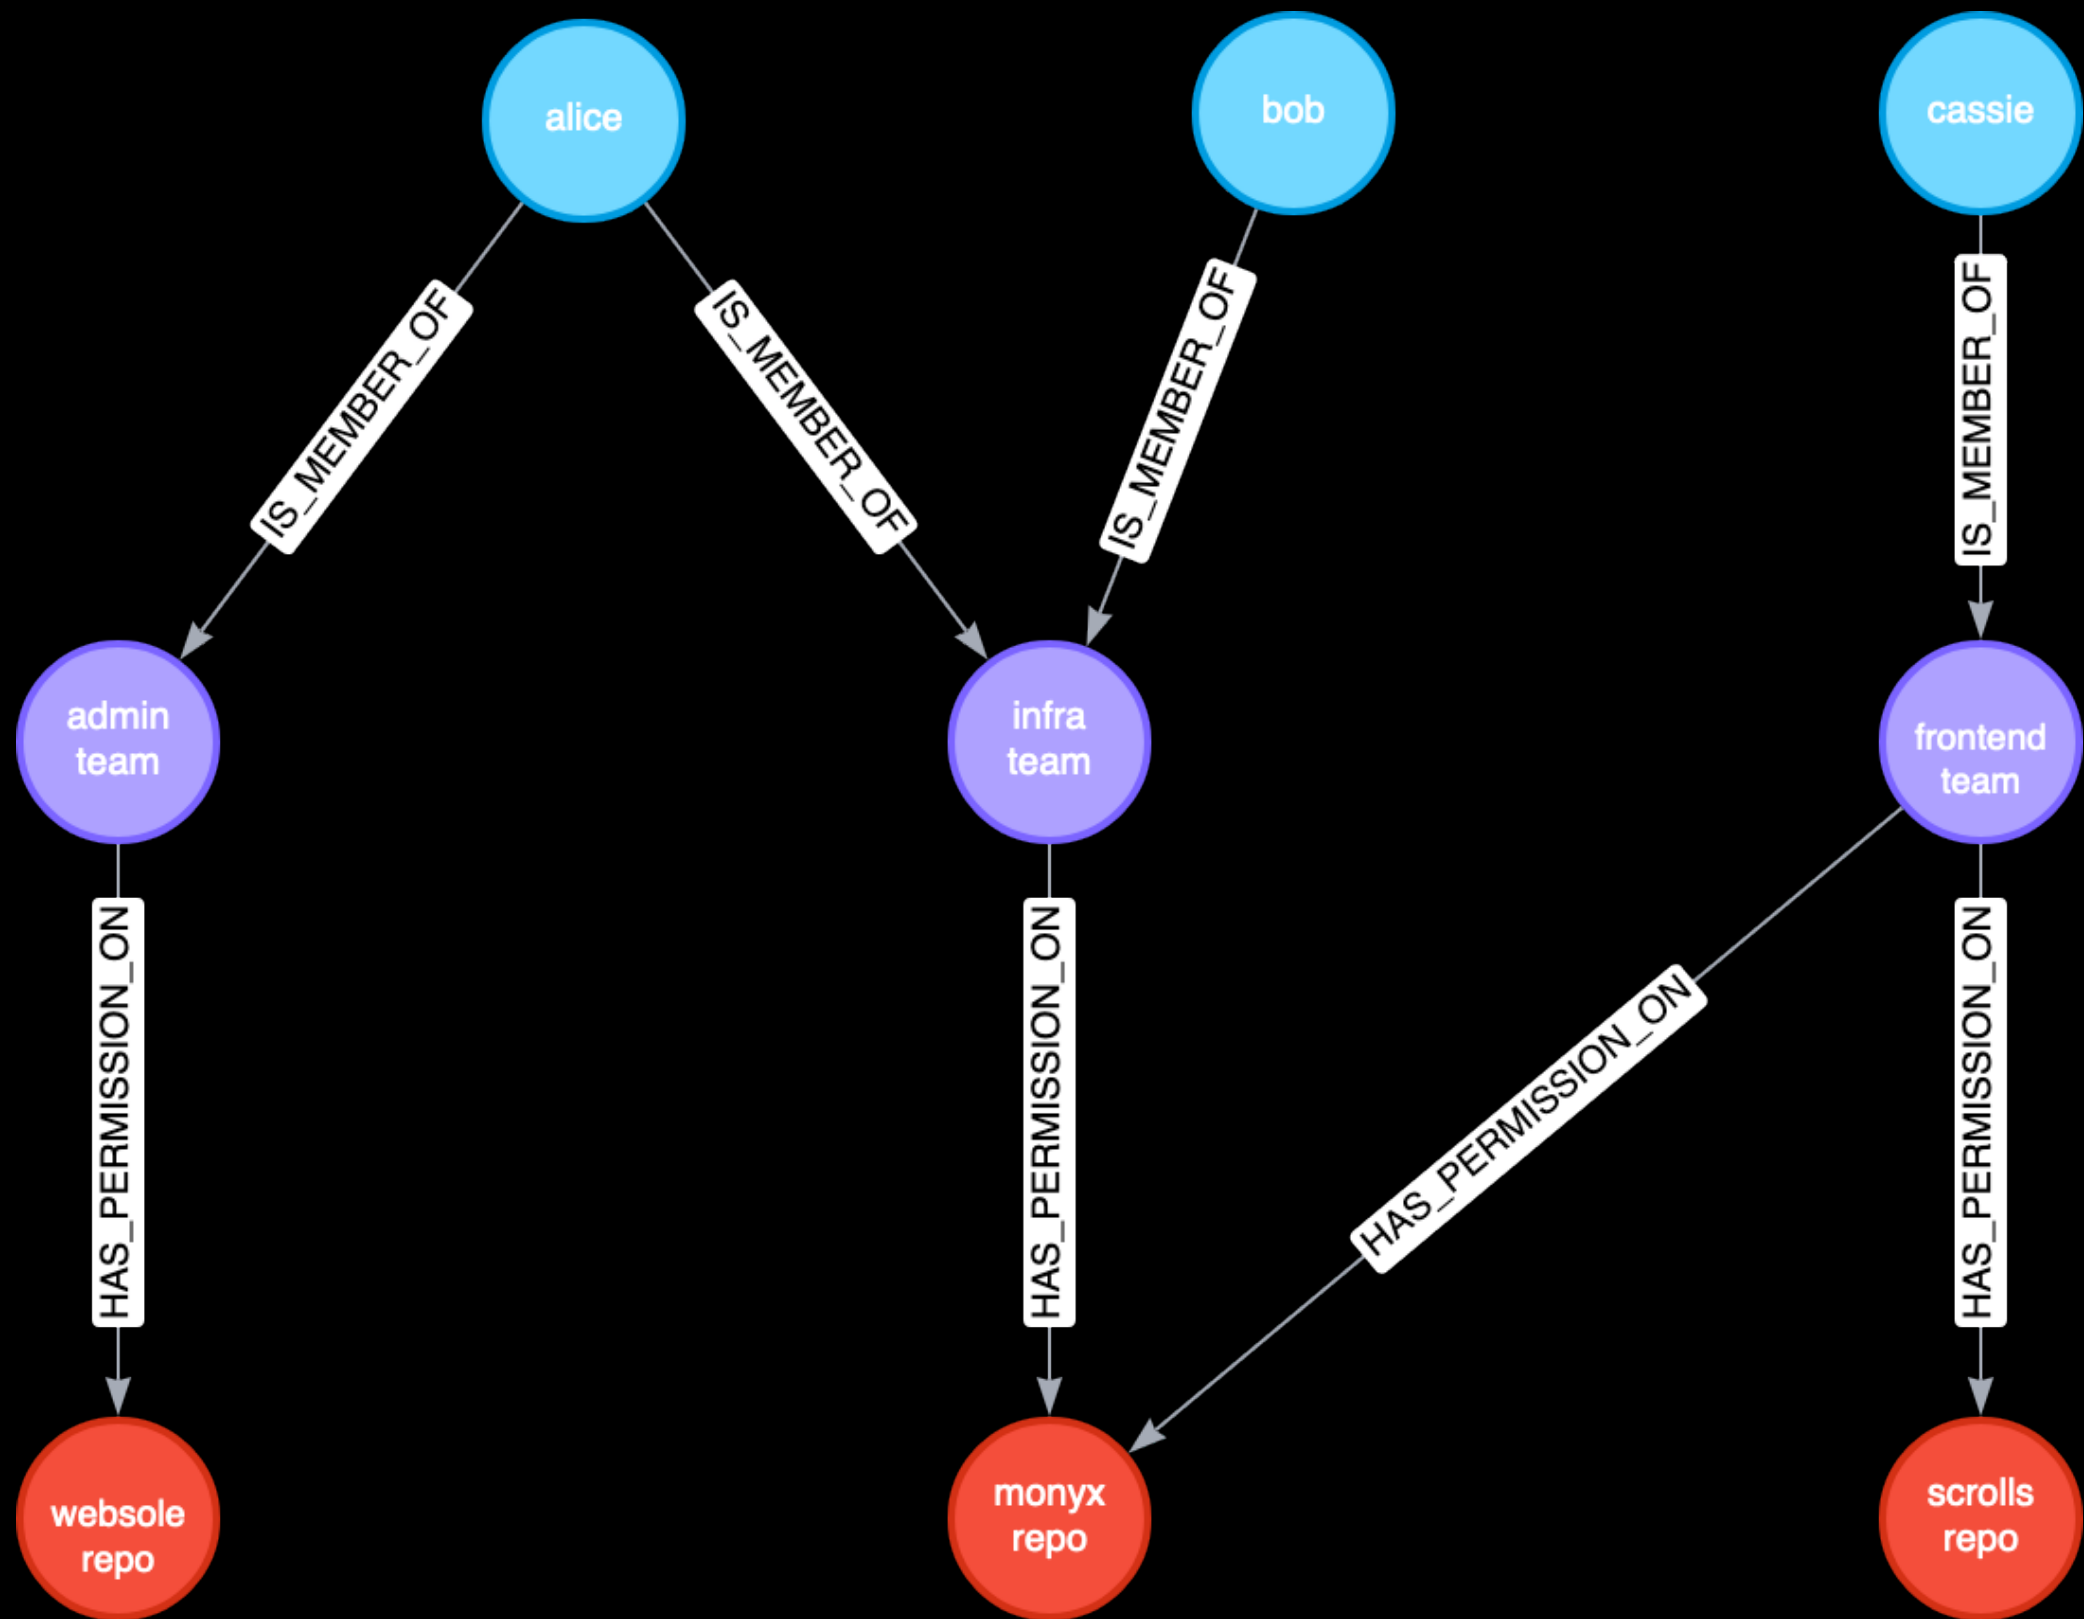 alice
bob
cassie
IS_MEMBER_OF
IS_MEMBER_OF
IS_MEMBER_OF
IS_MEMBER_OF
admin
team
infra
team
frontend
team
HAS_PERMISSION_ON
HAS_PERMISSION_ON
HAS_PERMISSION_ON
HAS_PERMISSION_ON
websole
repo
monyx
repo
scrolls
repo